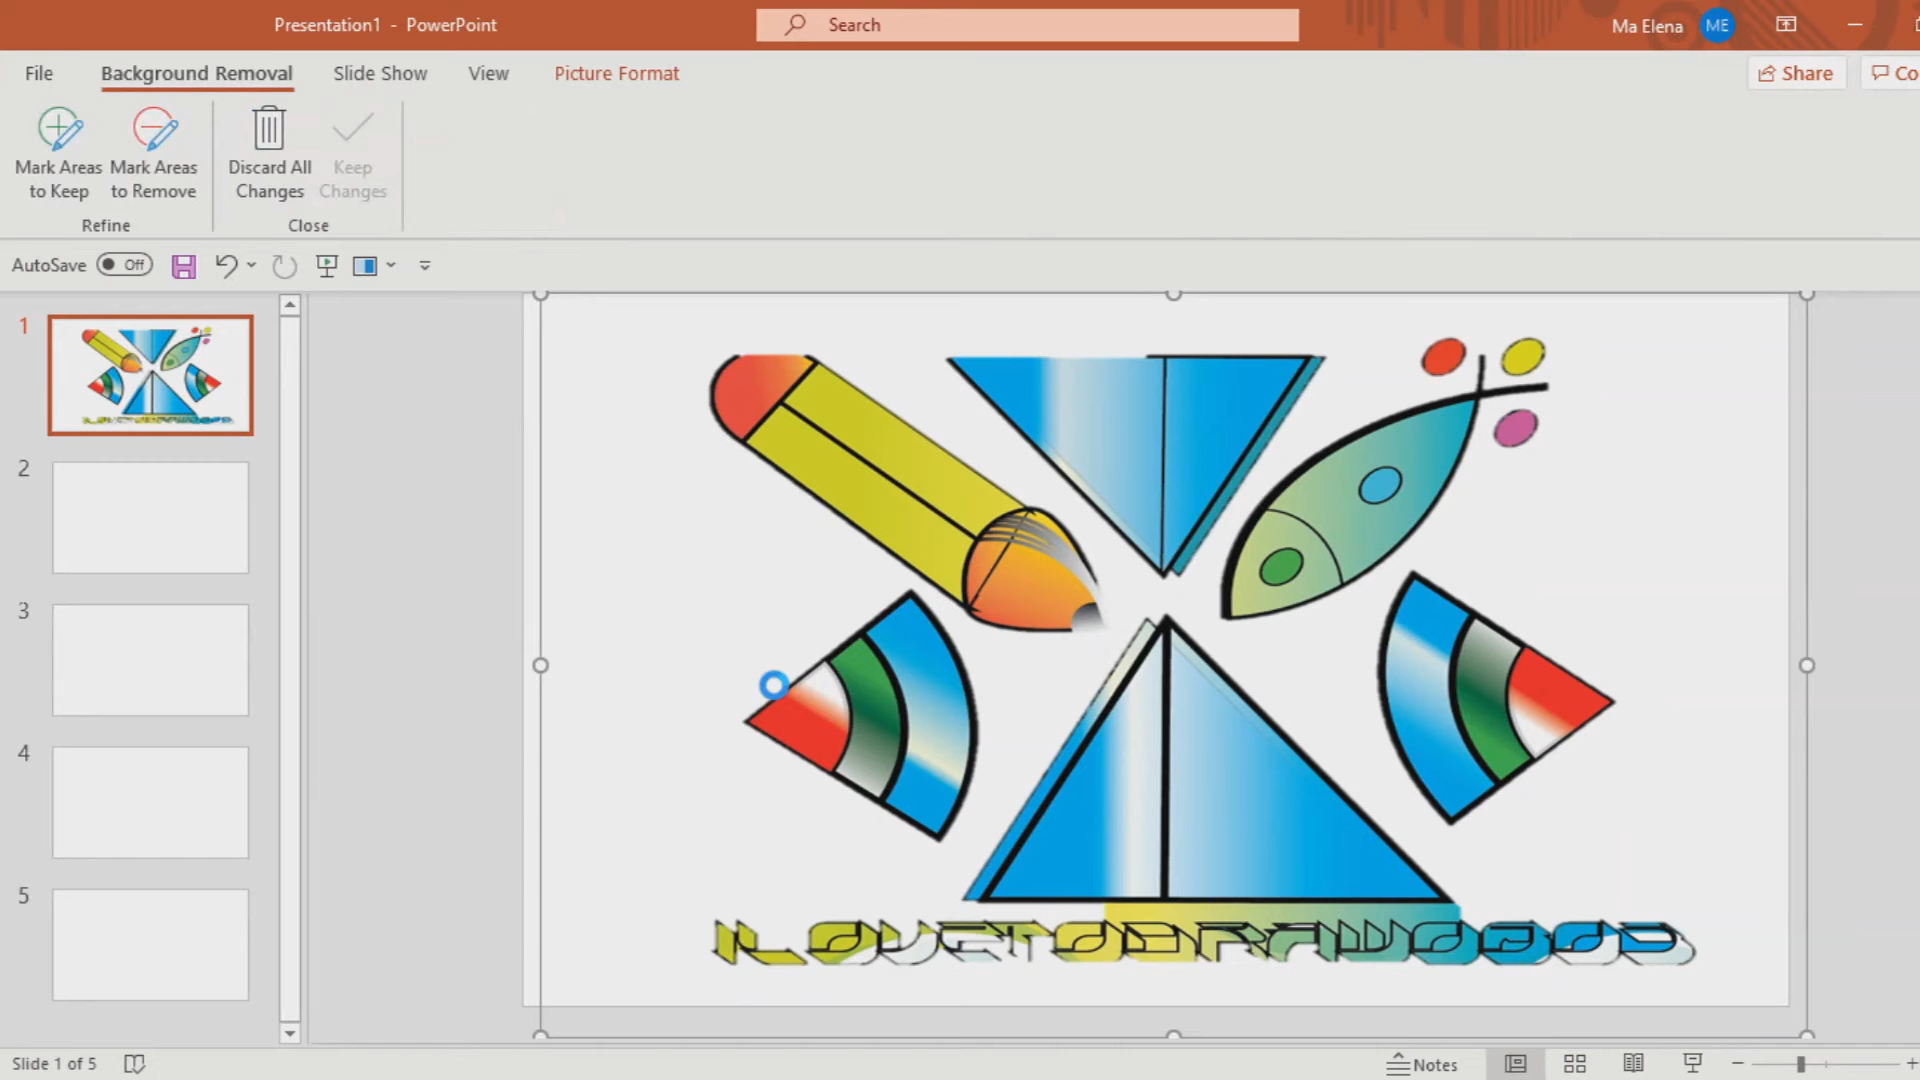 Presentation1 - PowerPoint
Search
Ma Elena
ME
File
Background Removal
Slide Show
View
Picture Format
Share
Co
Mark Areas to Keep
Mark Areas to Remove
Discard All Changes
Keep Changes
Refine
Close
AutoSave
Off
1
2
3
4
5
ILOVETODRAW0808
Slide 1 of 5
Notes